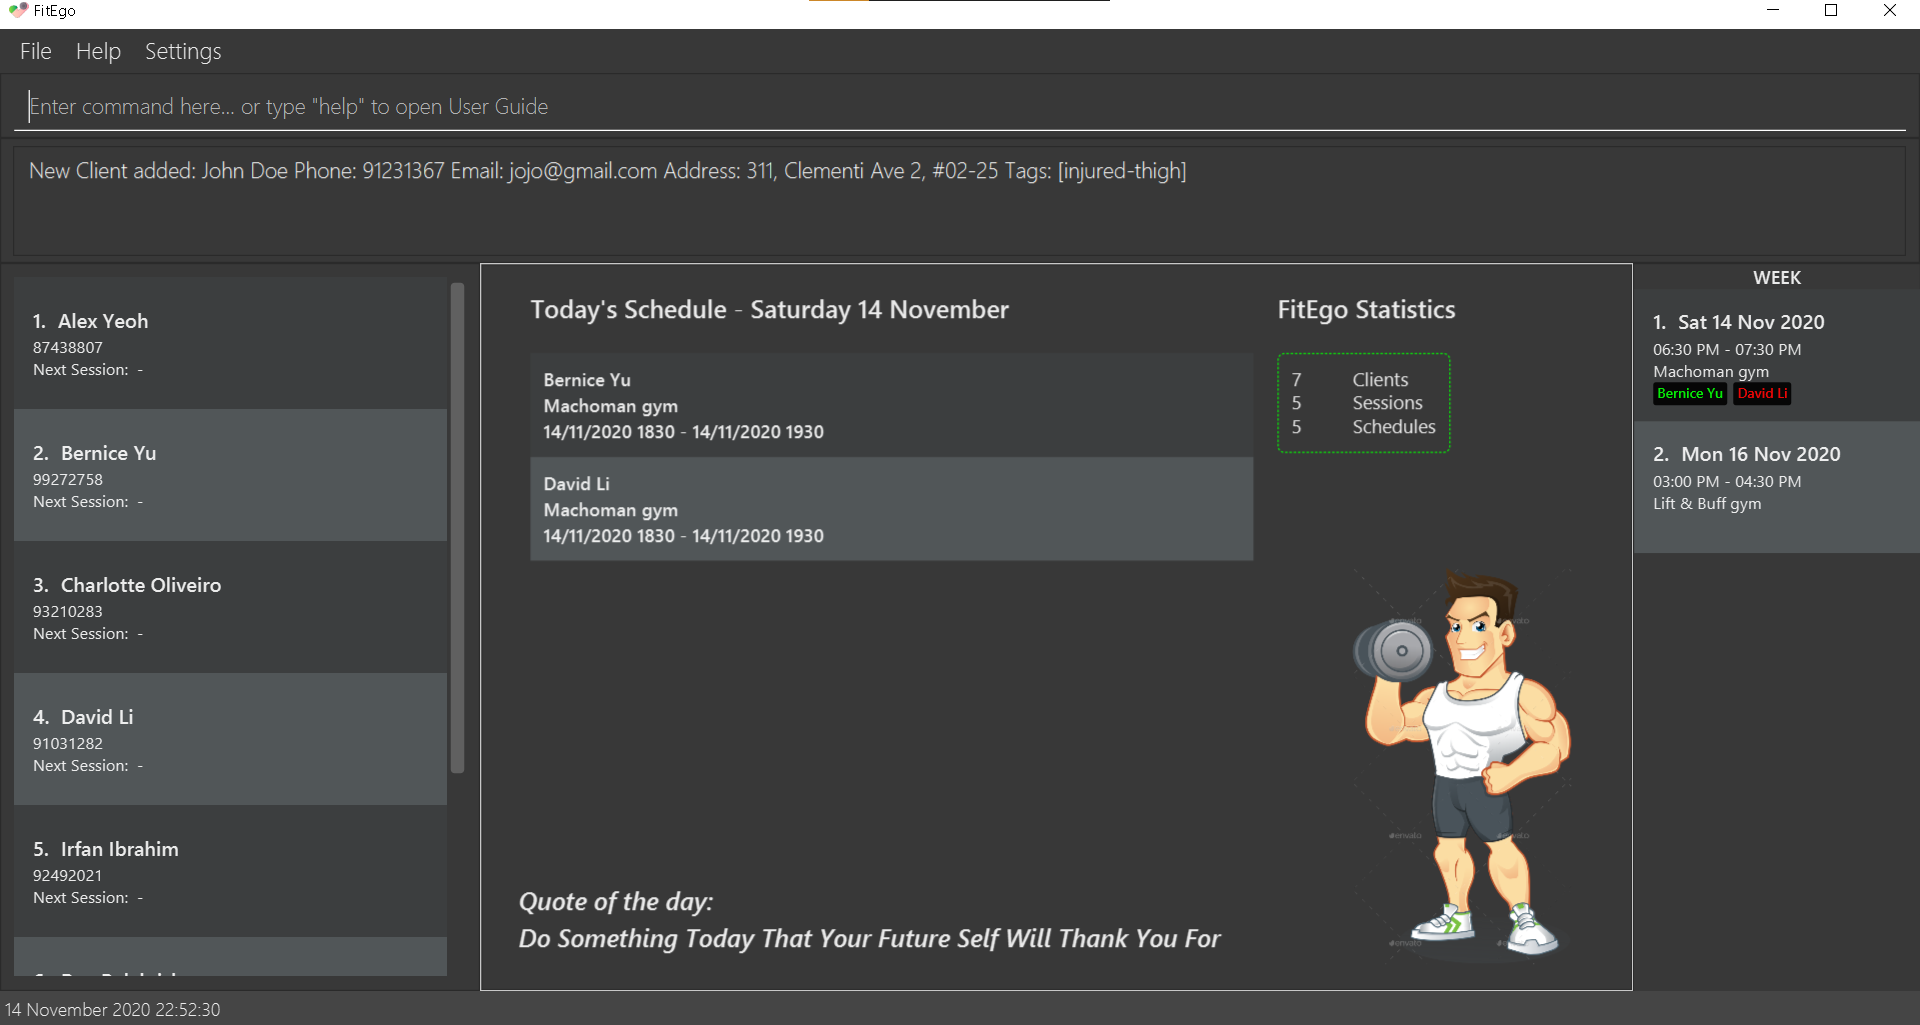 FitEgo
File Help Settings
Enter command here... or type "help" to open User Guide
New Client added: John Doe Phone: 91231367 Email: jojo@gmail.com Address: 311, Clementi Ave 2, #02-25 Tags: [injured-thigh]
1. Alex Yeoh
87438807
Next Session: -
2. Bernice Yu
99272758
Next Session: -
3. Charlotte Oliveiro
93210283
Next Session: -
4. David Li
91031282
Next Session: -
5. Irfan Ibrahim
92492021
Next Session: -
Today's Schedule - Saturday 14 November
Bernice Yu
Machoman gym
14/11/2020 1830 - 14/11/2020 1930
David Li
Machoman gym
14/11/2020 1830 - 14/11/2020 1930
FitEgo Statistics
7 Clients
5 Sessions
5 Schedules
envato
envato
envato
envato
envato
envato
Quote of the day:
Do Something Today That Your Future Self Will Thank You For
WEEK
1. Sat 14 Nov 2020
06:30 PM - 07:30 PM
Machoman gym
Bernice Yu David Li
2. Mon 16 Nov 2020
03:00 PM - 04:30 PM
Lift & Buff gym
14 November 2020 22:52:30